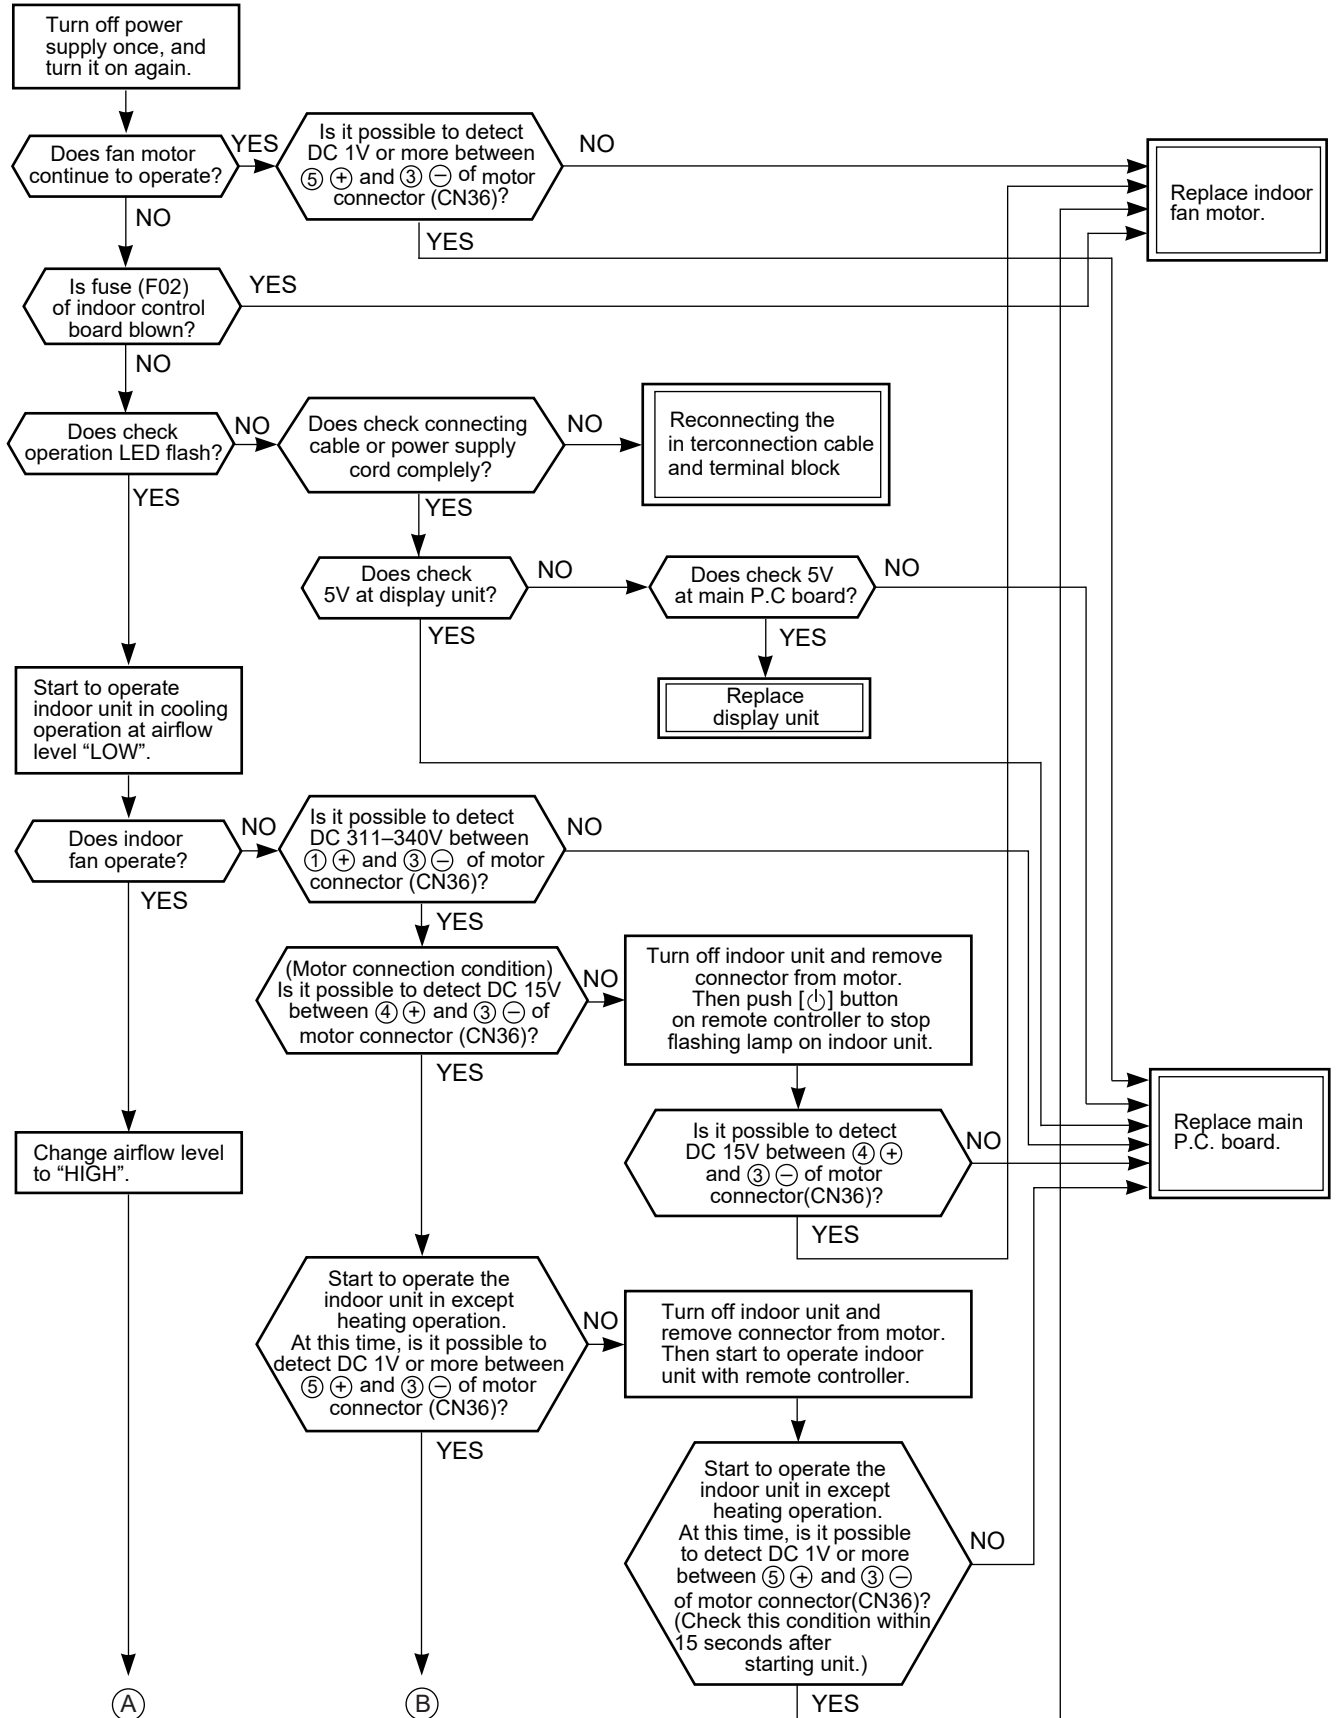 Turn off power
supply once, and
turn it on again.
Does fan motor
continue to operate?
YES
NO
Is it possible to detect
DC 1V or more between
⑤ ⊕ and ③ ⊖ of motor
connector (CN36)?
NO
YES
Replace indoor
fan motor.
Is fuse (F02)
of indoor control
board blown?
YES
NO
Does check
operation LED flash?
NO
YES
Does check connecting
cable or power supply
cord complely?
NO
YES
Reconnecting the
in terconnection cable
and terminal block
Does check
5V at display unit?
NO
YES
Does check 5V
at main P.C board?
NO
YES
Replace
display unit
Start to operate
indoor unit in cooling
operation at airflow
level “LOW”.
Does indoor
fan operate?
NO
YES
Is it possible to detect
DC 311–340V between
① ⊕ and ③ ⊖ of motor
connector (CN36)?
NO
YES
(Motor connection condition)
Is it possible to detect DC 15V
between ④ ⊕ and ③ ⊖ of
motor connector (CN36)?
NO
YES
Turn off indoor unit and remove
connector from motor.
Then push [⏻] button
on remote controller to stop
flashing lamp on indoor unit.
Is it possible to detect
DC 15V between ④ ⊕
and ③ ⊖ of motor
connector(CN36)?
NO
YES
Replace main
P.C. board.
Change airflow level
to “HIGH”.
Start to operate the
indoor unit in except
heating operation.
At this time, is it possible to
detect DC 1V or more between
⑤ ⊕ and ③ ⊖ of motor
connector (CN36)?
NO
YES
Turn off indoor unit and
remove connector from motor.
Then start to operate indoor
unit with remote controller.
Start to operate the
indoor unit in except
heating operation.
At this time, is it possible
to detect DC 1V or more
between ⑤ ⊕ and ③ ⊖
of motor connector(CN36)?
(Check this condition within
15 seconds after
starting unit.)
NO
YES
Ⓐ
Ⓑ